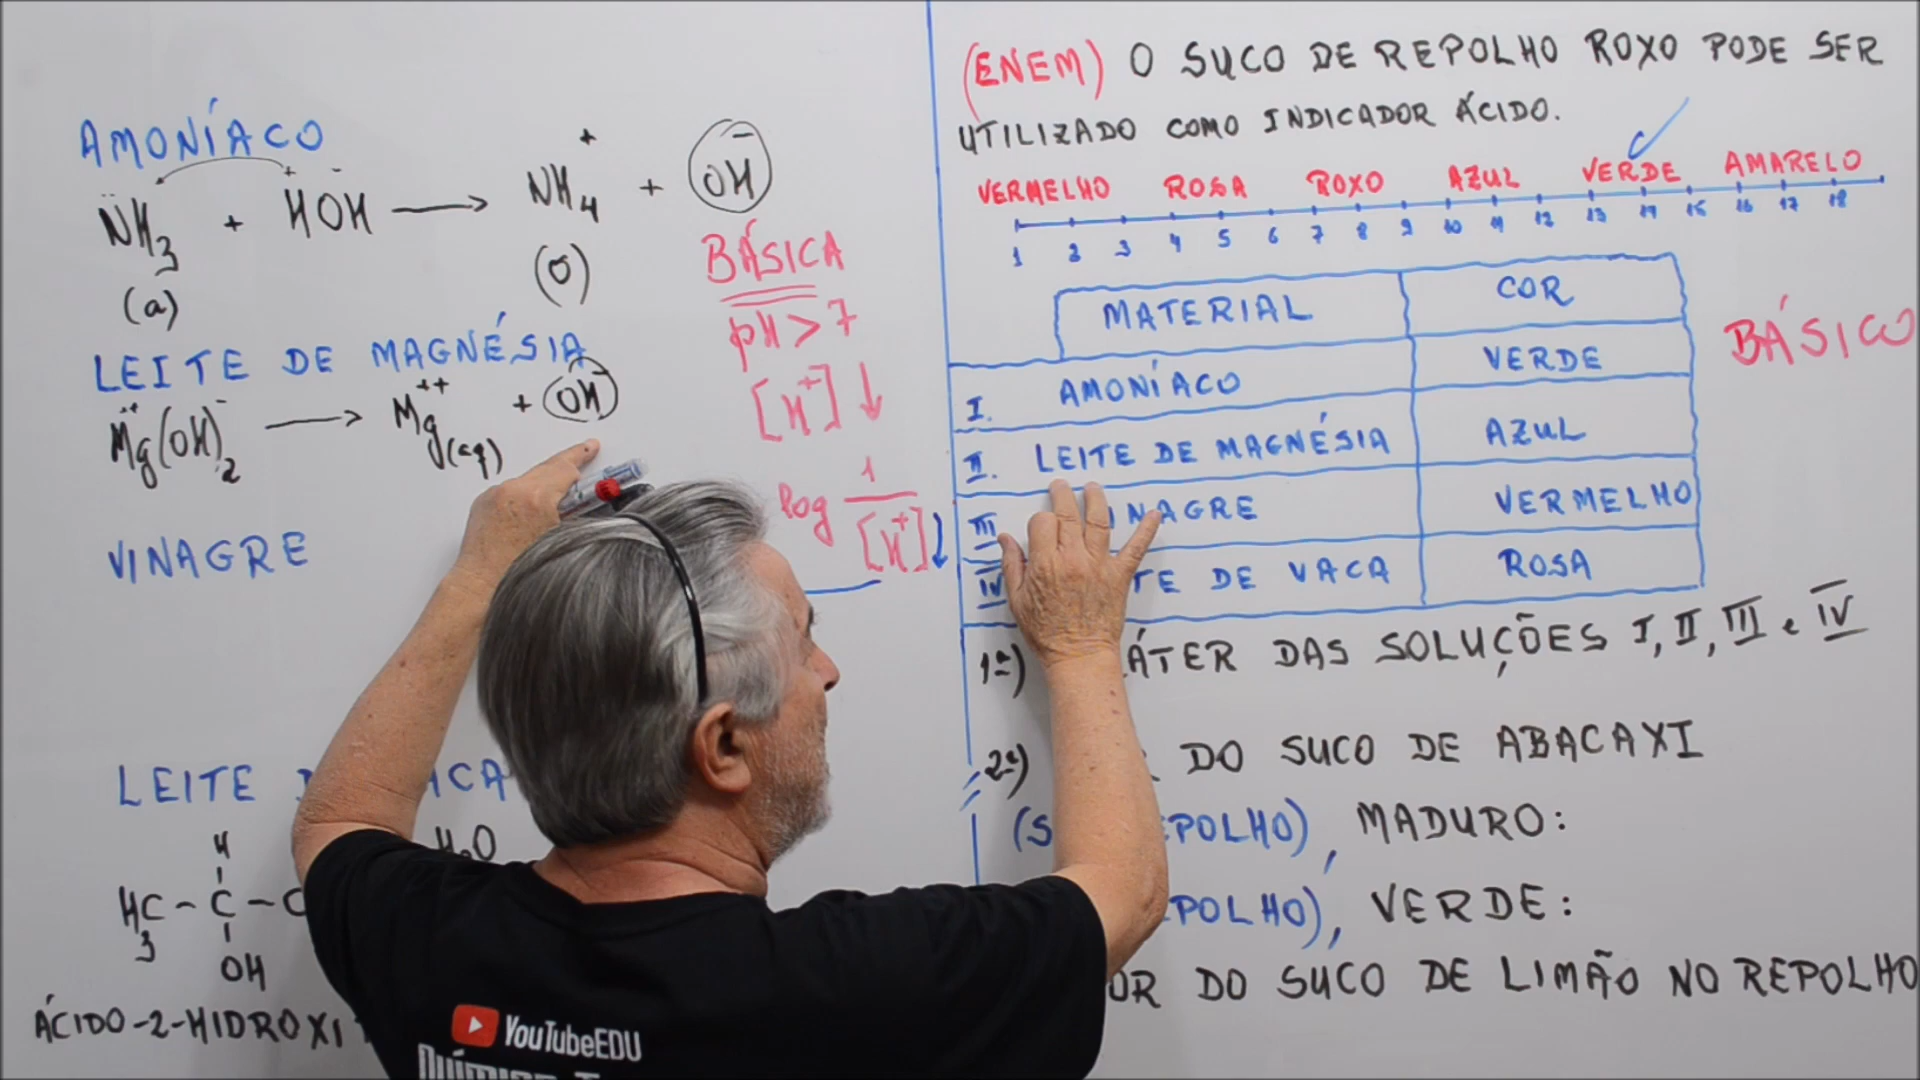 AMONÍACO
NH3 + HOH → NH4+ + OH-
(a) (O)
BÁSICA
pH > 7
[H+] ↓
log 1/[H+] ↓
LEITE DE MAGNÉSIA
Mg(OH)2 → Mg++(aq) + OH-
VINAGRE
LEITE
H2O
H
H3C - C - C
OH
ÁCIDO-2-HIDROXI
(ENEM) O SUCO DE REPOLHO ROXO PODE SER
UTILIZADO COMO INDICADOR ÁCIDO.
VERMELHO ROSA ROXO AZUL VERDE AMARELO
1 2 3 4 5 6 7 8 9 10 11 12 13 14 15 16 17 18
MATERIAL COR
I. AMONÍACO VERDE
BÁSICO
II. LEITE DE MAGNÉSIA AZUL
III INAGRE VERMELHO
IV TE DE VACA ROSA
1ª) ÁTER DAS SOLUÇÕES I, II, III e IV
2ª) DO SUCO DE ABACAXI
(S EPOLHO), MADURO:
POLHO), VERDE:
OR DO SUCO DE LIMÃO NO REPOLHO
YouTubeEDU